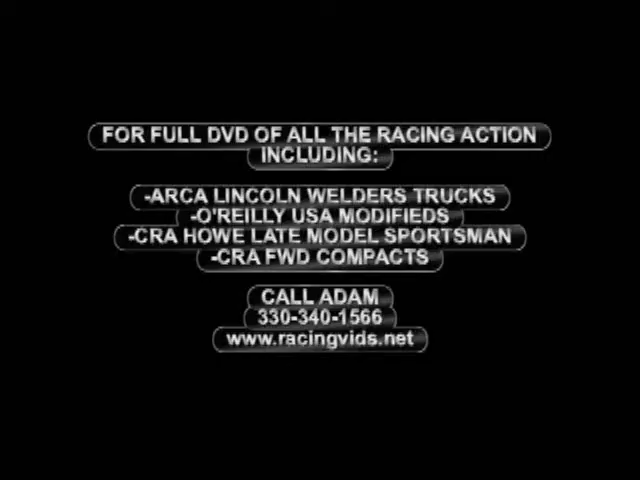 FOR FULL DVD OF ALL THE RACING ACTION
INCLUDING:
-ARCA LINCOLN WELDERS TRUCKS
-O'REILLY USA MODIFIEDS
-CRA HOWE LATE MODEL SPORTSMAN
-CRA FWD COMPACTS
CALL ADAM
330-340-1566
www.racingvids.net